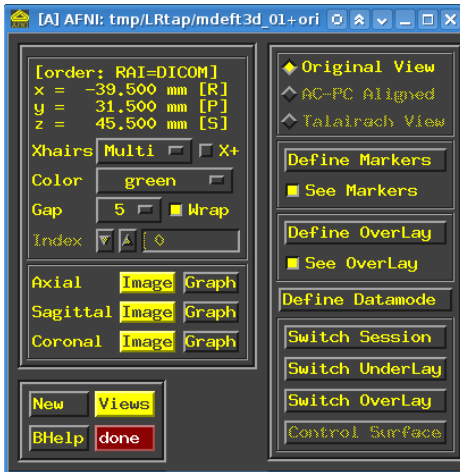 [A] AFNI: tmp/LRtap/mdeft3d_01+ori
[order: RAI=DICOM]
x = -39.500 mm [R]
y = 31.500 mm [P]
z = 45.500 mm [S]
Xhairs Multi X+
Color green
Gap 5 Wrap
Index 0
Axial Image Graph
Sagittal Image Graph
Coronal Image Graph
New Views
BHelp done
Original View
AC-PC Aligned
Talairach View
Define Markers
See Markers
Define OverLay
See OverLay
Define Datamode
Switch Session
Switch UnderLay
Switch OverLay
Control Surface